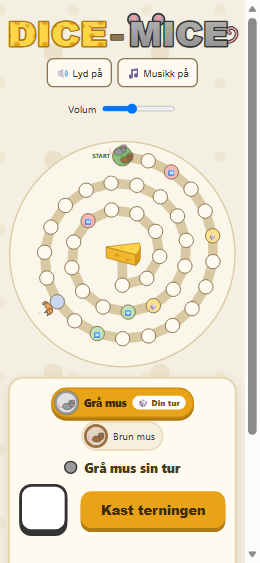 DICE-MICE
Lyd på
Musikk på
Volum
START
Grå mus
Din tur
Brun mus
Grå mus sin tur
Kast terningen